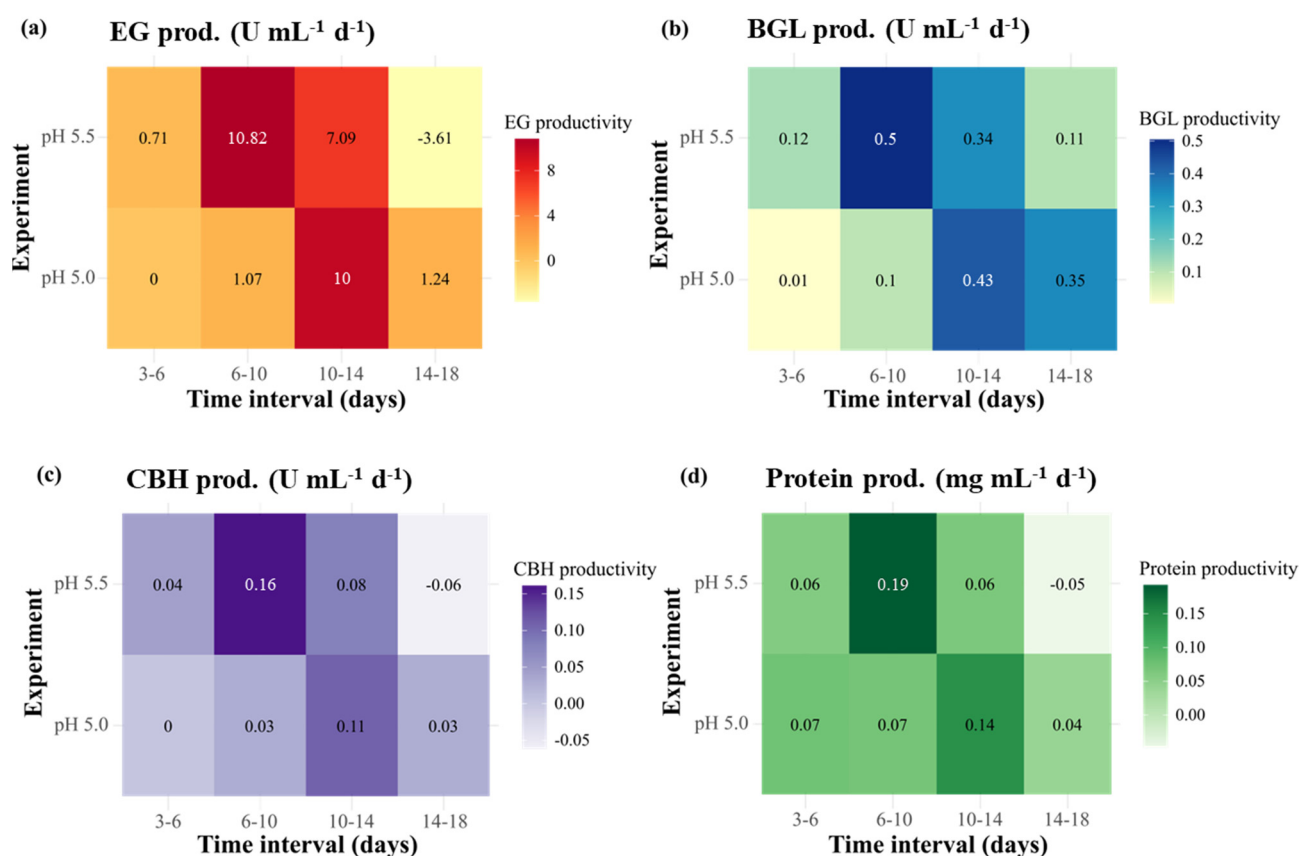 (a)
EG prod. (U mL-1 d-1)
Experiment
pH 5.5
0.71 10.82 7.09 -3.61
pH 5.0
0 1.07 10 1.24
3-6 6-10 10-14 14-18
Time interval (days)
EG productivity
8
4
0
(b)
BGL prod. (U mL-1 d-1)
Experiment
pH 5.5
0.12 0.5 0.34 0.11
pH 5.0
0.01 0.1 0.43 0.35
3-6 6-10 10-14 14-18
Time interval (days)
BGL productivity
0.5
0.4
0.3
0.2
0.1
(c)
CBH prod. (U mL-1 d-1)
Experiment
pH 5.5
0.04 0.16 0.08 -0.06
pH 5.0
0 0.03 0.11 0.03
3-6 6-10 10-14 14-18
Time interval (days)
CBH productivity
0.15
0.10
0.05
0.00
-0.05
(d)
Protein prod. (mg mL-1 d-1)
Experiment
pH 5.5
0.06 0.19 0.06 -0.05
pH 5.0
0.07 0.07 0.14 0.04
3-6 6-10 10-14 14-18
Time interval (days)
Protein productivity
0.15
0.10
0.05
0.00